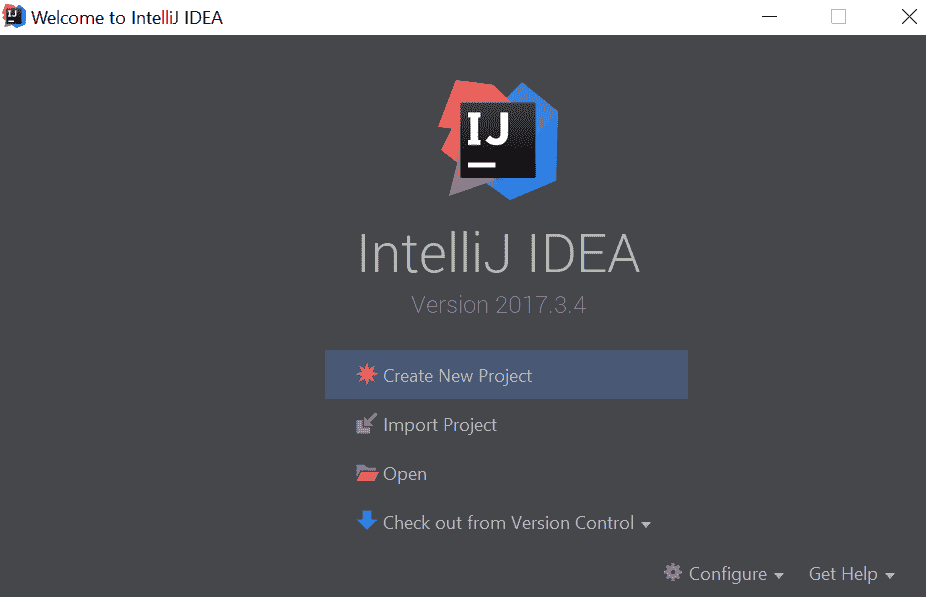 Welcome to IntelliJ IDEA
IJ
IntelliJ IDEA
Version 2017.3.4
Create New Project
Import Project
Open
Check out from Version Control
Configure
Get Help